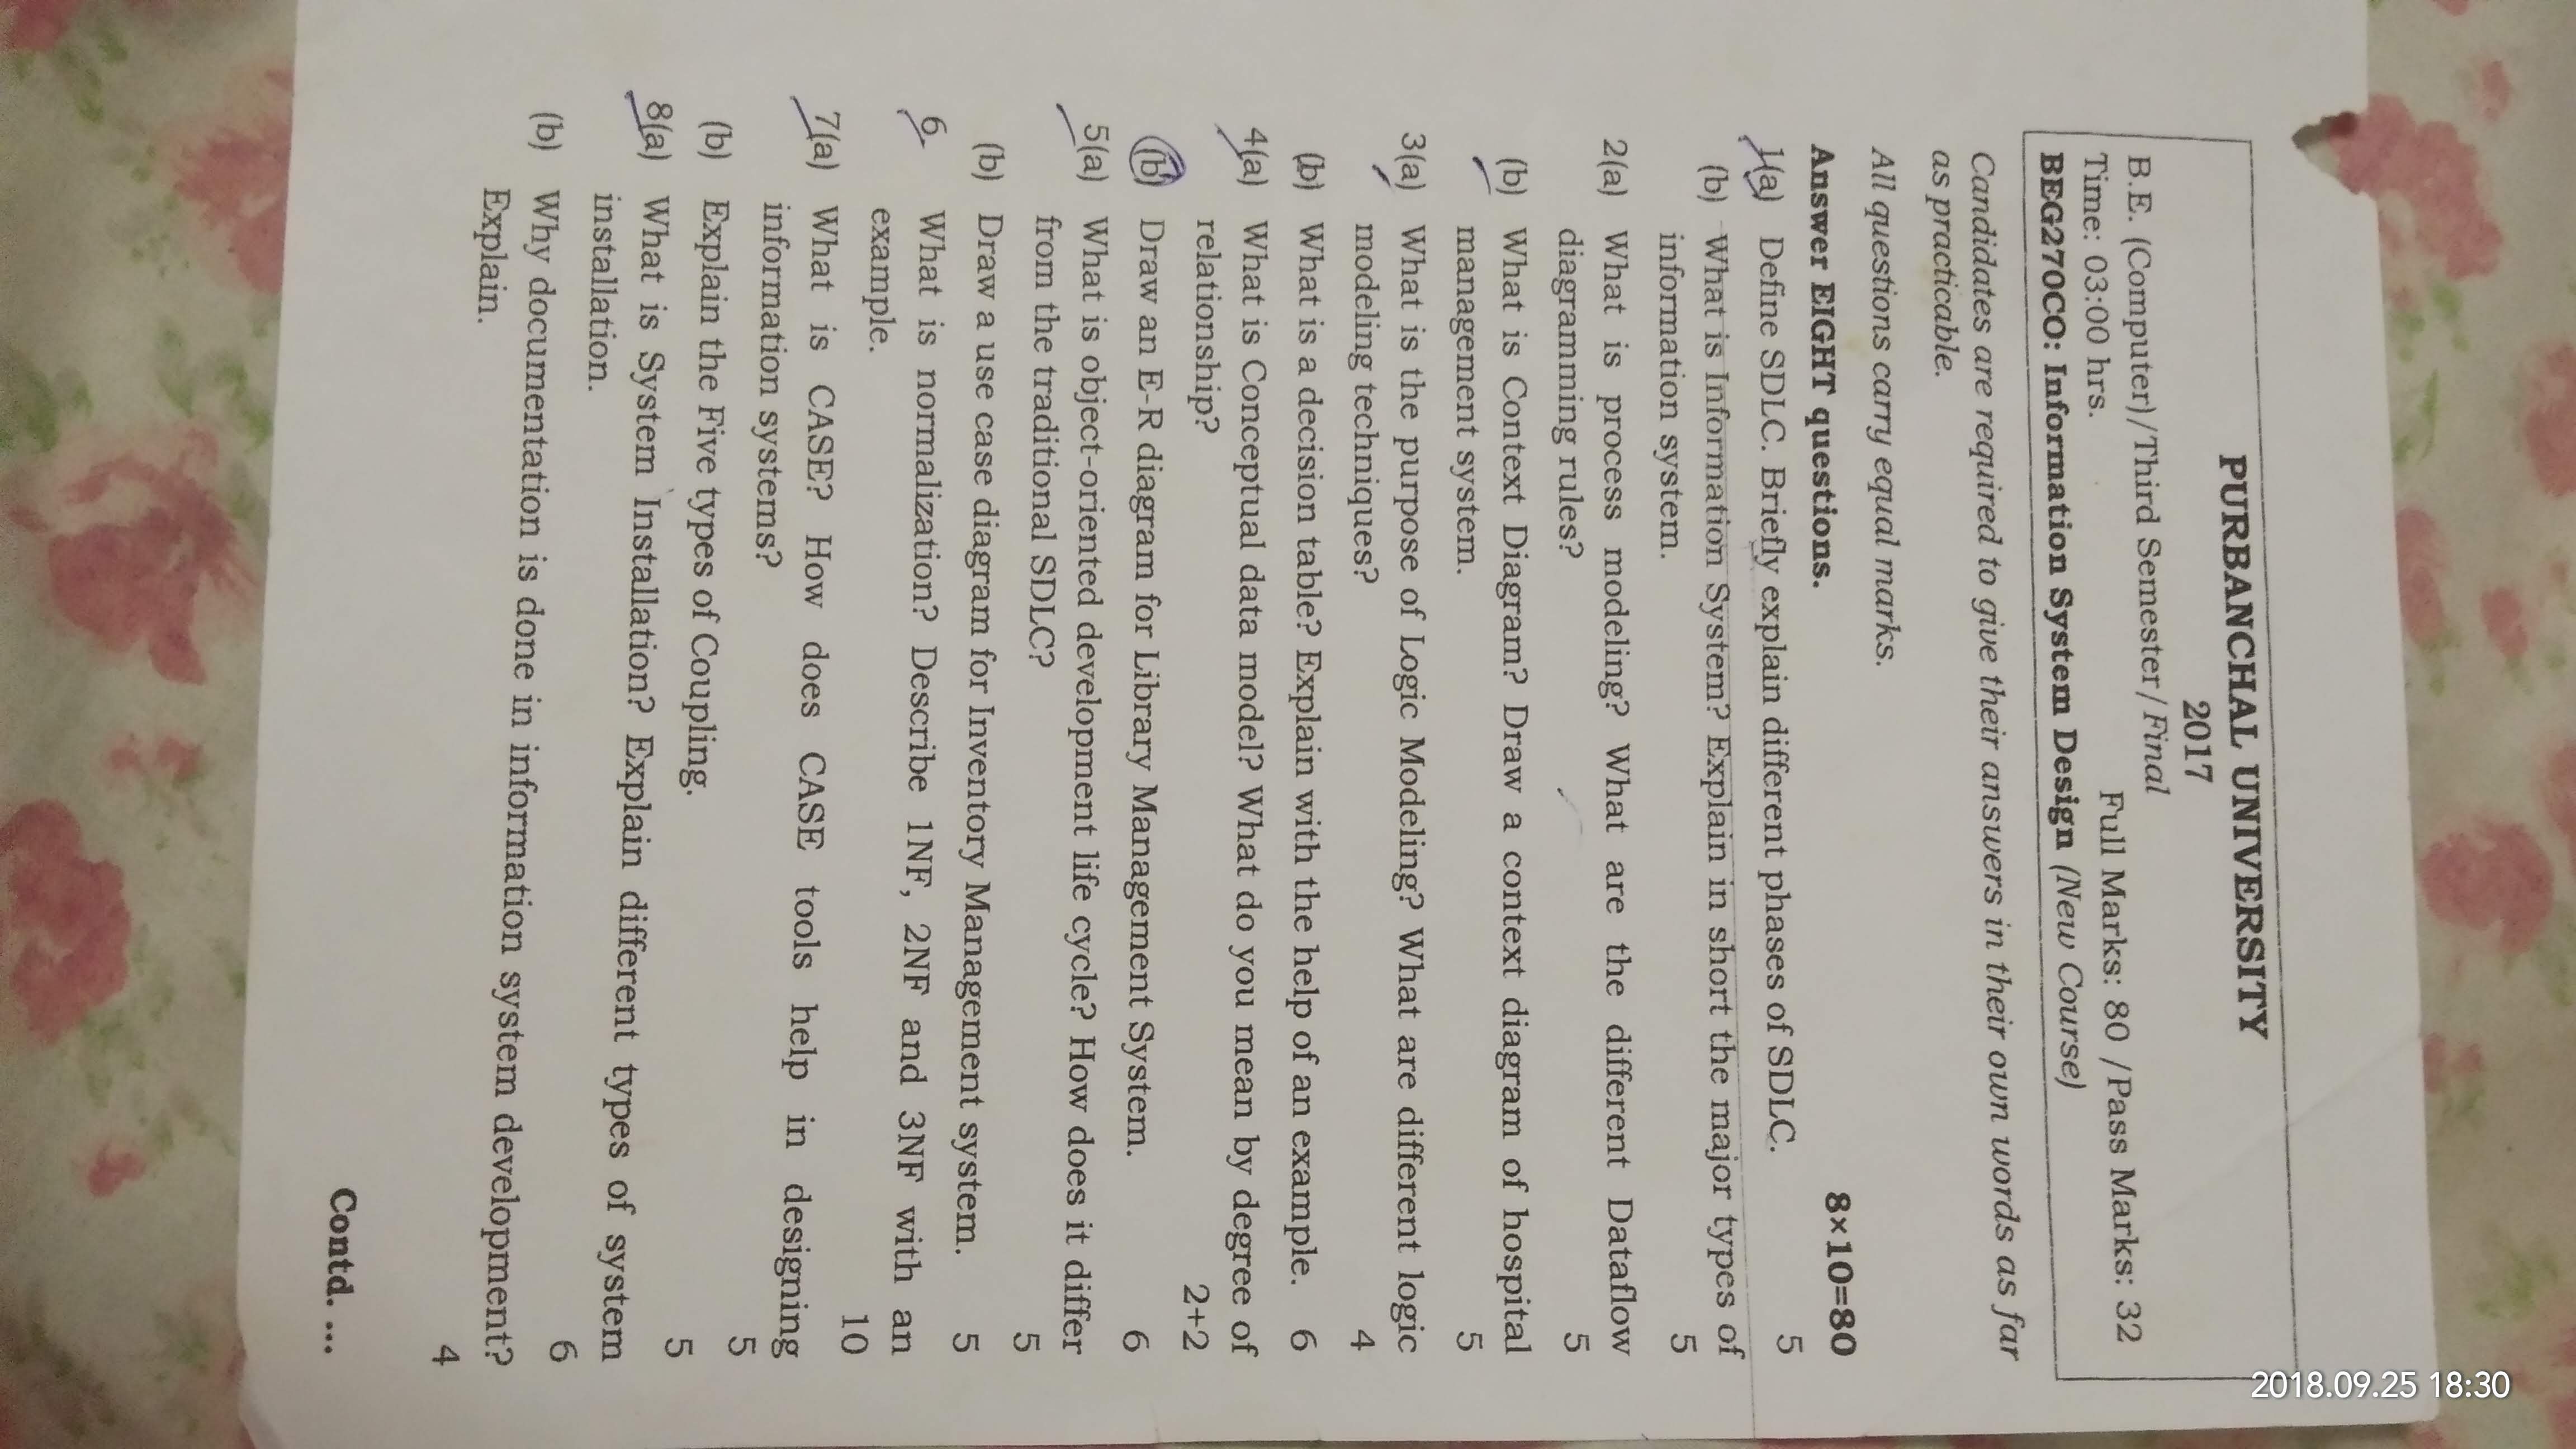 2018.09.25 18:30
PURBANCHAL UNIVERSITY
2017
B.E. (Computer)/Third Semester/Final
Time: 03:00 hrs. Full Marks: 80 /Pass Marks: 32
BEG270CO: Information System Design (New Course)
Candidates are required to give their answers in their own words as far
as practicable.
All questions carry equal marks.
Answer EIGHT questions. 8×10=80
1(a) Define SDLC. Briefly explain different phases of SDLC. 5
(b) What is Information System? Explain in short the major types of
information system. 5
2(a) What is process modeling? What are the different Dataflow
diagramming rules? 5
(b) What is Context Diagram? Draw a context diagram of hospital
management system. 5
3(a) What is the purpose of Logic Modeling? What are different logic
modeling techniques? 4
(b) What is a decision table? Explain with the help of an example. 6
4(a) What is Conceptual data model? What do you mean by degree of
relationship? 2+2
(b) Draw an E-R diagram for Library Management System. 6
5(a) What is object-oriented development life cycle? How does it differ
from the traditional SDLC? 5
(b) Draw a use case diagram for Inventory Management system. 5
6. What is normalization? Describe 1NF, 2NF and 3NF with an
example. 10
7(a) What is CASE? How does CASE tools help in designing
information systems? 5
(b) Explain the Five types of Coupling. 5
8(a) What is System Installation? Explain different types of system
installation. 6
(b) Why documentation is done in information system development?
Explain. 4
Contd. ...